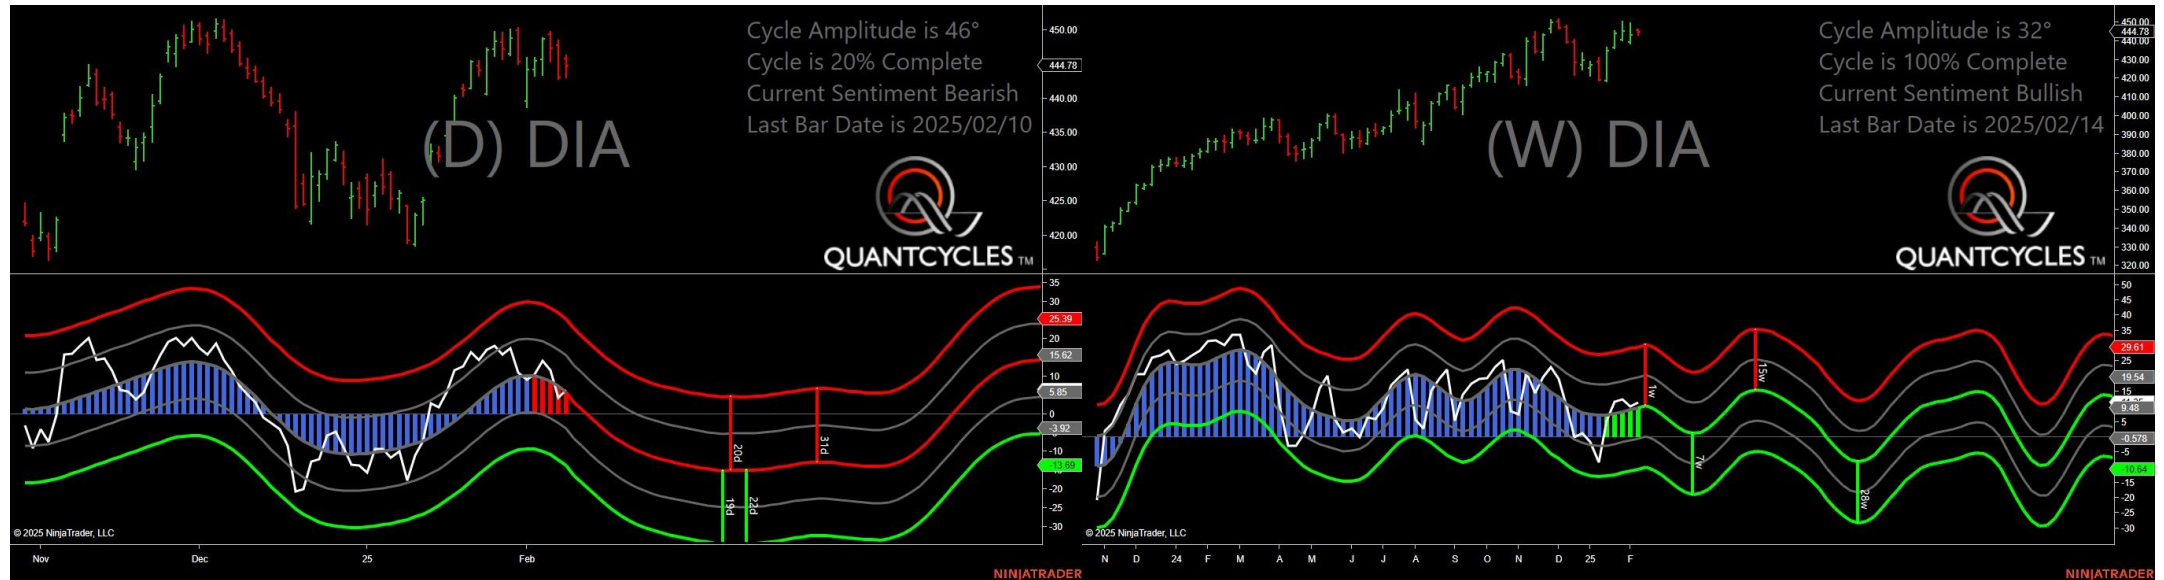 Cycle Amplitude is 46°
Cycle is 20% Complete
Current Sentiment Bearish
Last Bar Date is 2025/02/10
(D) DIA
QUANTCYCLES TM
450.00
444.78
440.00
435.00
430.00
425.00
420.00
35
30
25.39
20
15.62
10
5.85
0
-3.92
-10
-13.69
-20
-25
-30
20d
31d
19d
22d
© 2025 NinjaTrader, LLC
Nov Dec 25 Feb
NINJATRADER
Cycle Amplitude is 32°
Cycle is 100% Complete
Current Sentiment Bullish
Last Bar Date is 2025/02/14
(W) DIA
QUANTCYCLES TM
450.00
444.78
440.00
430.00
420.00
410.00
400.00
390.00
380.00
370.00
360.00
350.00
340.00
330.00
320.00
50
45
40
35
29.61
25
19.54
15
9.48
5
-0.578
-5
-10.64
-15
-20
-25
-30
1w
15w
7w
28w
© 2025 NinjaTrader, LLC
N D 24 F M A M J J A S O N D 25 F
NINJATRADER